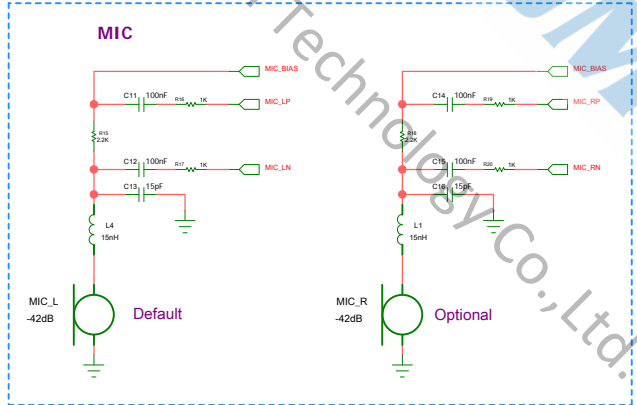 MIC
MIC_BIAS
C11 100nF R16 1K MIC_LP
R15
2.2K
C12 100nF R17 1K MIC_LN
C13 15pF
L4
15nH
MIC_L
-42dB
Default
MIC_BIAS
C14 100nF R19 1K MIC_RP
R18
2.2K
C15 100nF R20 1K MIC_RN
C16 15pF
L1
15nH
MIC_R
-42dB
Optional
Technology Co., Ltd.